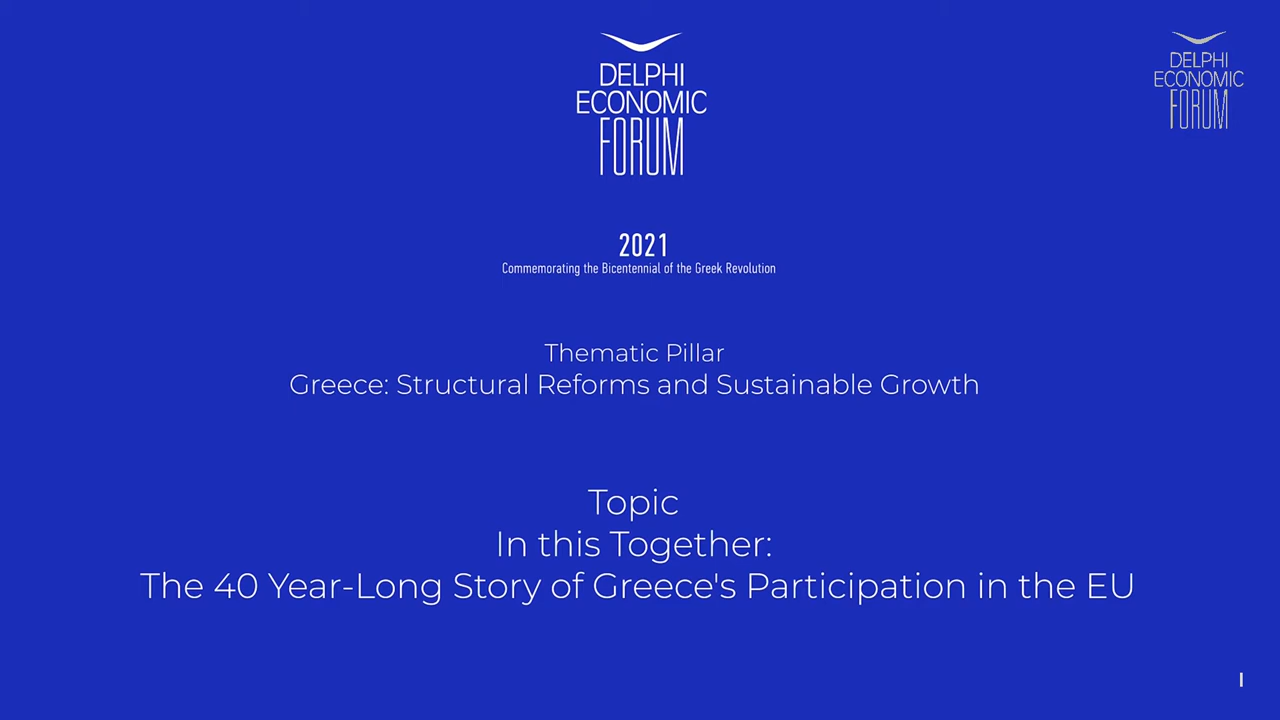 DELPHI
ECONOMIC
FORUM
DELPHI
ECONOMIC
FORUM
2021
Commemorating the Bicentennial of the Greek Revolution
Thematic Pillar
Greece: Structural Reforms and Sustainable Growth
Topic
In this Together:
The 40 Year-Long Story of Greece's Participation in the EU
I